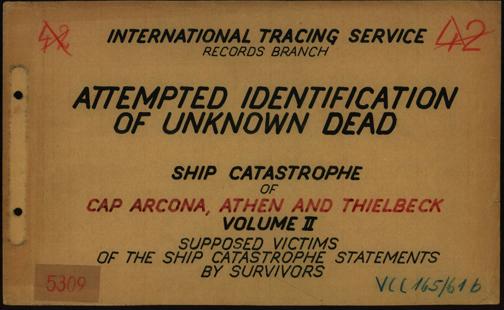 42 INTERNATIONAL TRACING SERVICE 42
RECORDS BRANCH
ATTEMPTED IDENTIFICATION
OF UNKNOWN DEAD
SHIP CATASTROPHE
OF
CAP ARCONA, ATHEN AND THIELBECK
VOLUME II
SUPPOSED VICTIMS
OF THE SHIP CATASTROPHE STATEMENTS
BY SURVIVORS
5309
VCC 165/61 b